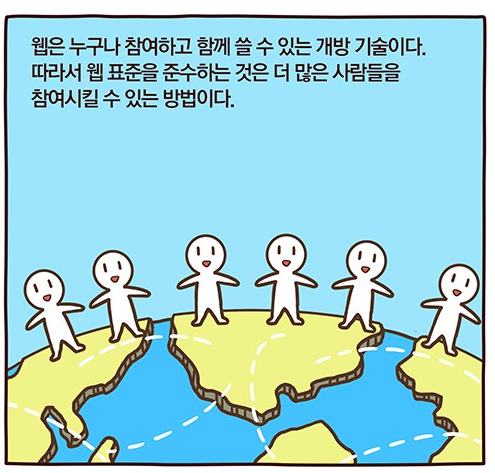 웹은 누구나 참여하고 함께 쓸 수 있는 개방 기술이다.
따라서 웹 표준을 준수하는 것은 더 많은 사람들을
참여시킬 수 있는 방법이다.